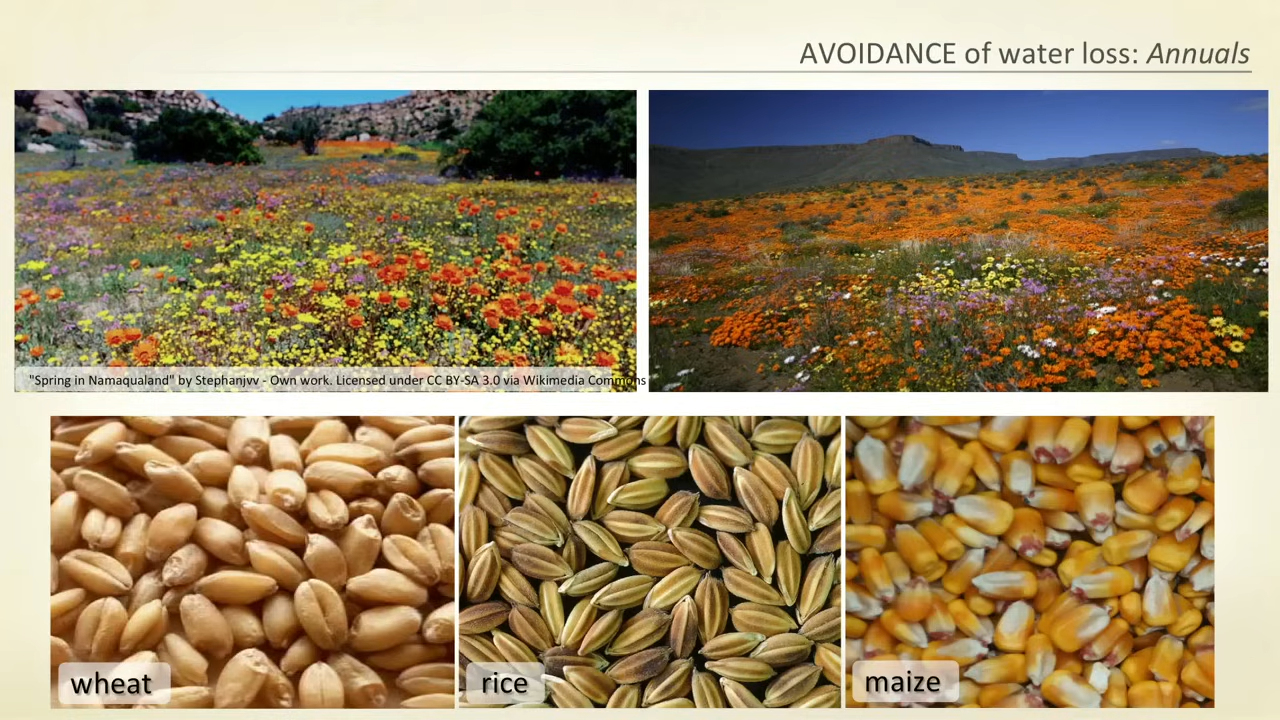 AVOIDANCE of water loss: Annuals
"Spring in Namaqualand" by Stephanjvv - Own work. Licensed under CC BY-SA 3.0 via Wikimedia Commons
wheat
rice
maize